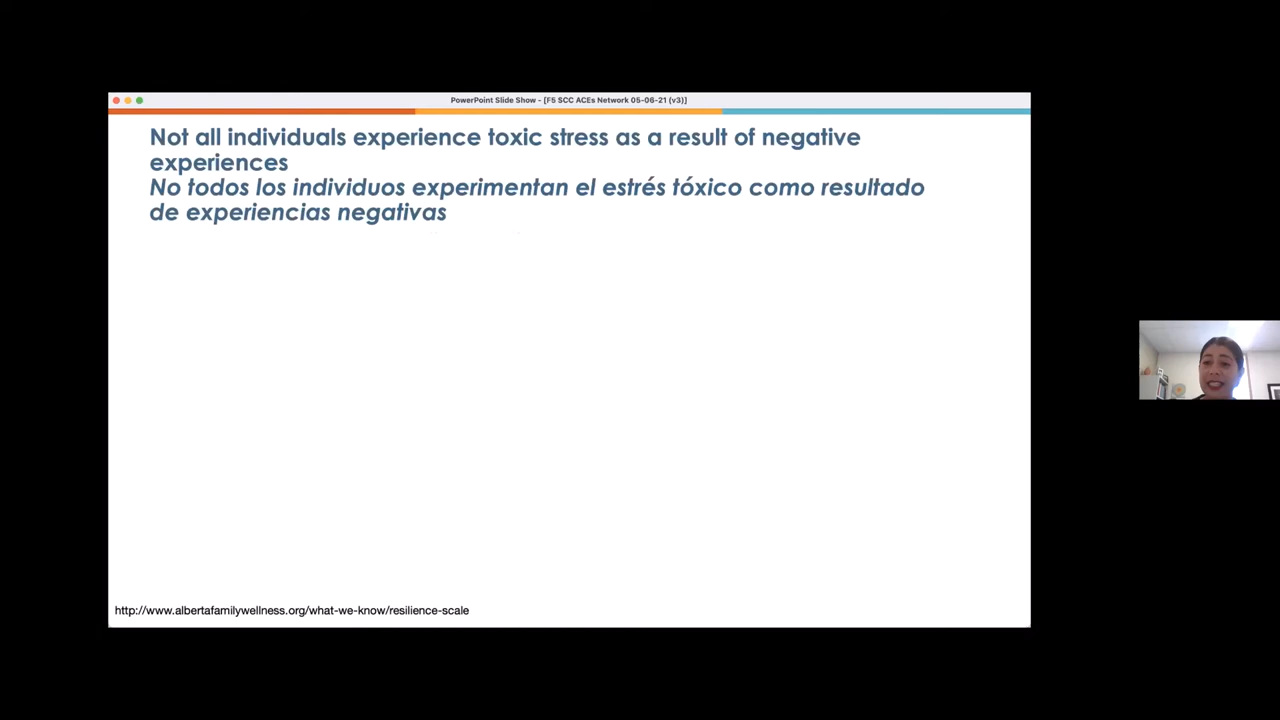 PowerPoint Slide Show - [F5 SCC ACEs Network 05-06-21 (v3)]
Not all individuals experience toxic stress as a result of negative
experiences
No todos los individuos experimentan el estrés tóxico como resultado
de experiencias negativas
http://www.albertafamilywellness.org/what-we-know/resilience-scale